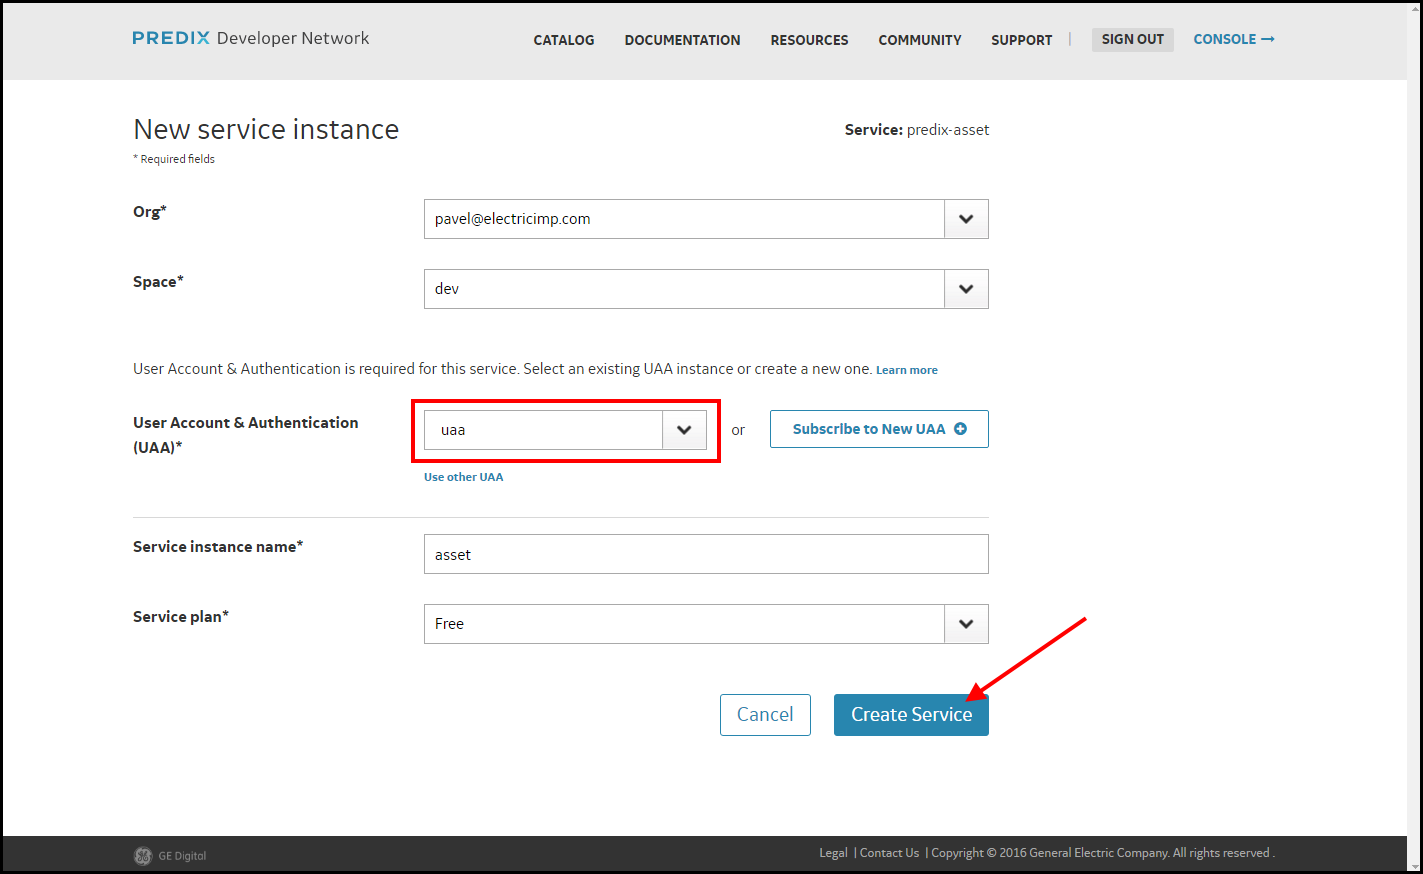 PREDIX Developer Network
CATALOG DOCUMENTATION RESOURCES COMMUNITY SUPPORT | SIGN OUT CONSOLE →
New service instance
Service: predix-asset
* Required fields
Org*
pavel@electricimp.com
Space*
dev
User Account & Authentication is required for this service. Select an existing UAA instance or create a new one. Learn more
User Account & Authentication
(UAA)*
uaa
or
Subscribe to New UAA
Use other UAA
Service instance name*
asset
Service plan*
Free
Cancel
Create Service
GE Digital
Legal | Contact Us | Copyright © 2016 General Electric Company. All rights reserved .